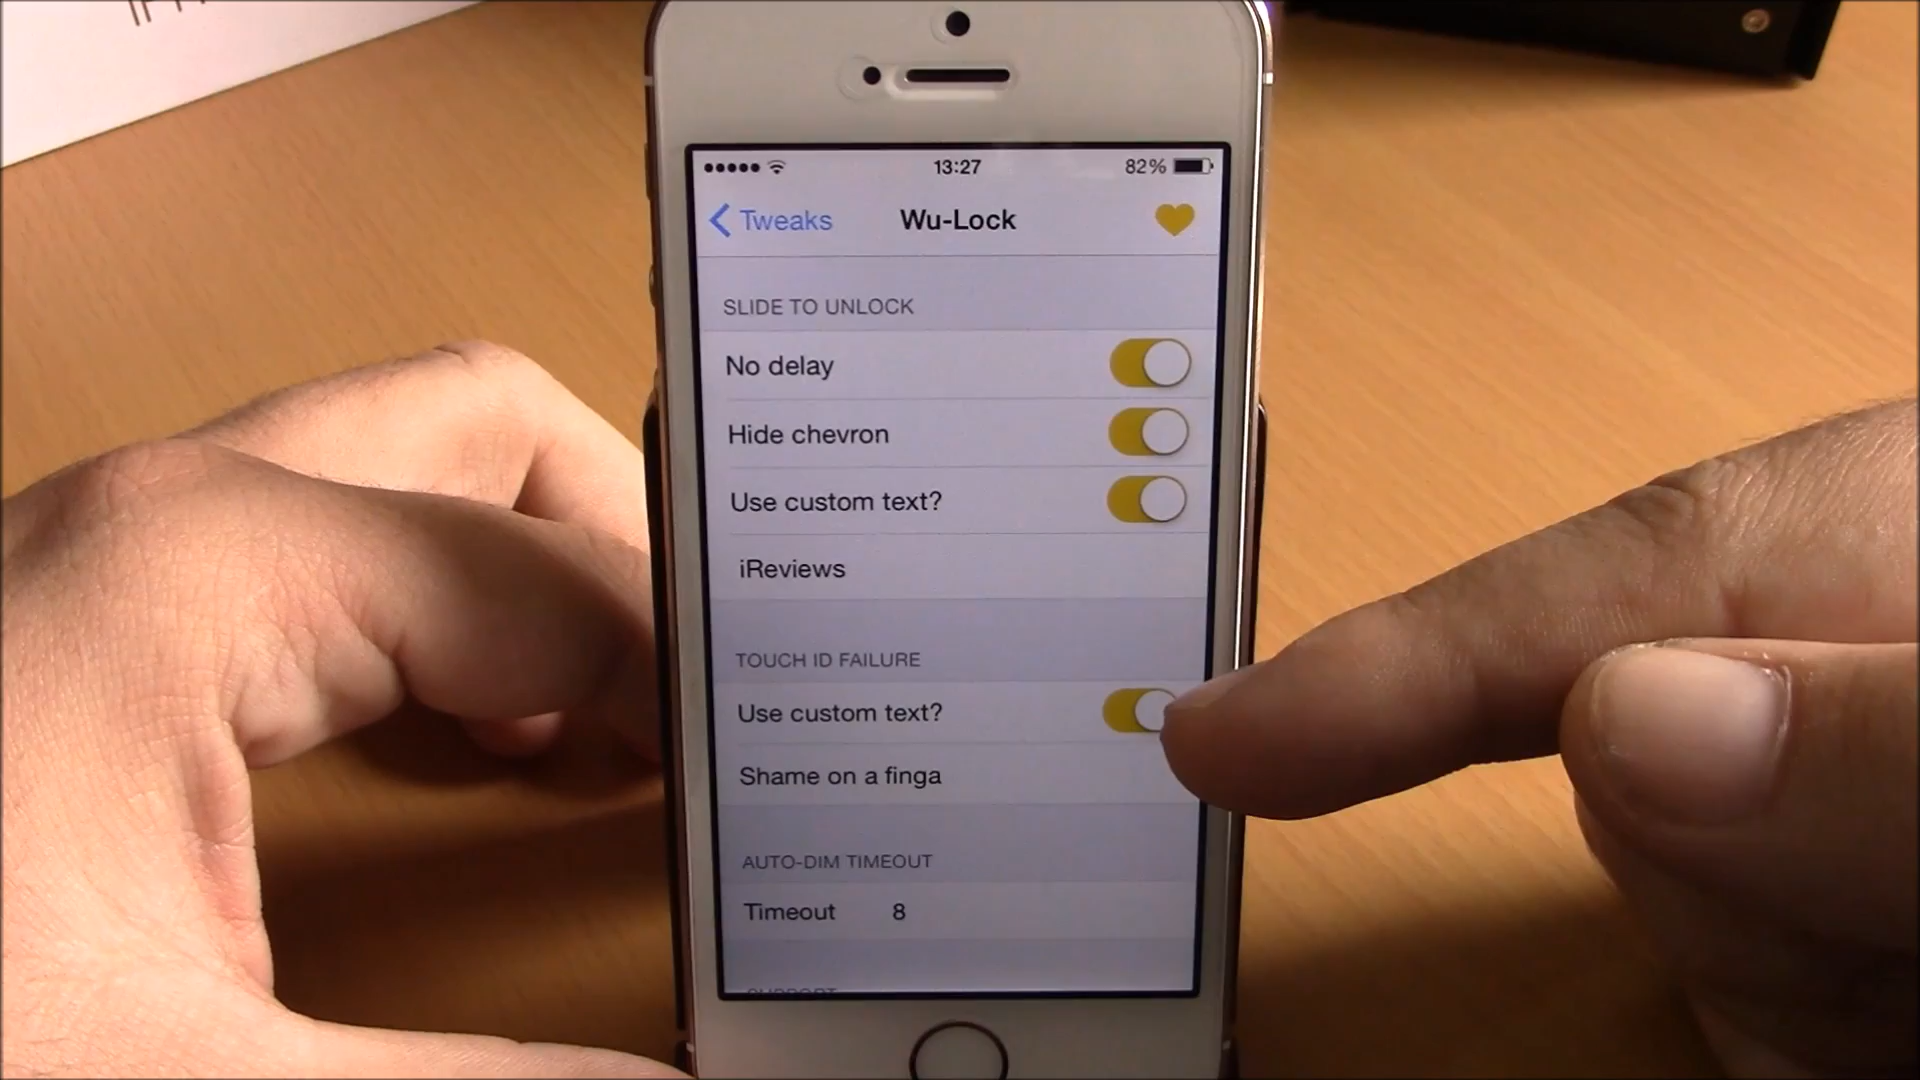 13:27
82%
Tweaks
Wu-Lock
SLIDE TO UNLOCK
No delay
Hide chevron
Use custom text?
iReviews
TOUCH ID FAILURE
Use custom text?
Shame on a finga
AUTO-DIM TIMEOUT
Timeout 8
SUPPORT